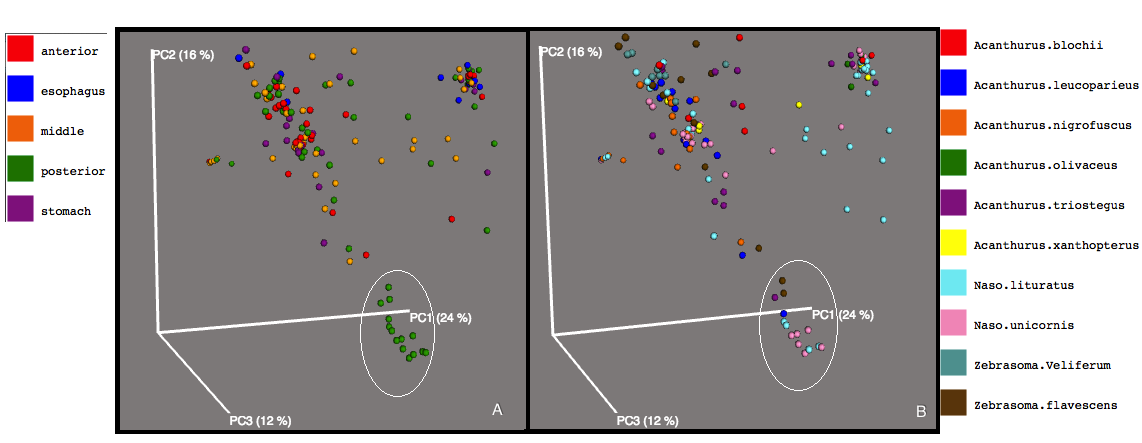 anterior
esophagus
middle
posterior
stomach
PC2 (16 %)
PC1 (24 %)
PC3 (12 %)
A
PC2 (16 %)
PC1 (24 %)
PC3 (12 %)
B
Acanthurus.blochii
Acanthurus.leucoparieus
Acanthurus.nigrofuscus
Acanthurus.olivaceus
Acanthurus.triostegus
Acanthurus.xanthopterus
Naso.lituratus
Naso.unicornis
Zebrasoma.Veliferum
Zebrasoma.flavescens